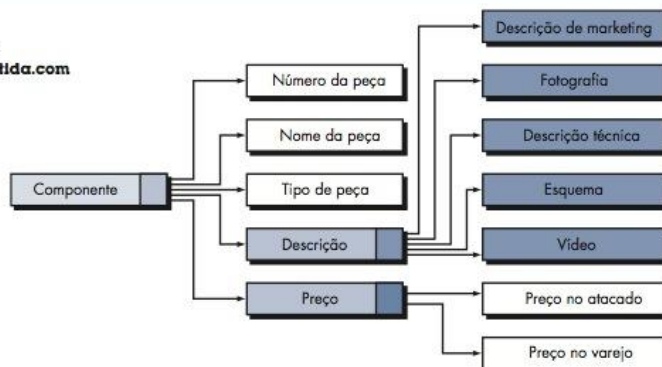 tida.com
Componente
Número da peça
Nome da peça
Tipo de peça
Descrição
Preço
Descrição de marketing
Fotografia
Descrição técnica
Esquema
Vídeo
Preço no atacado
Preço no varejo